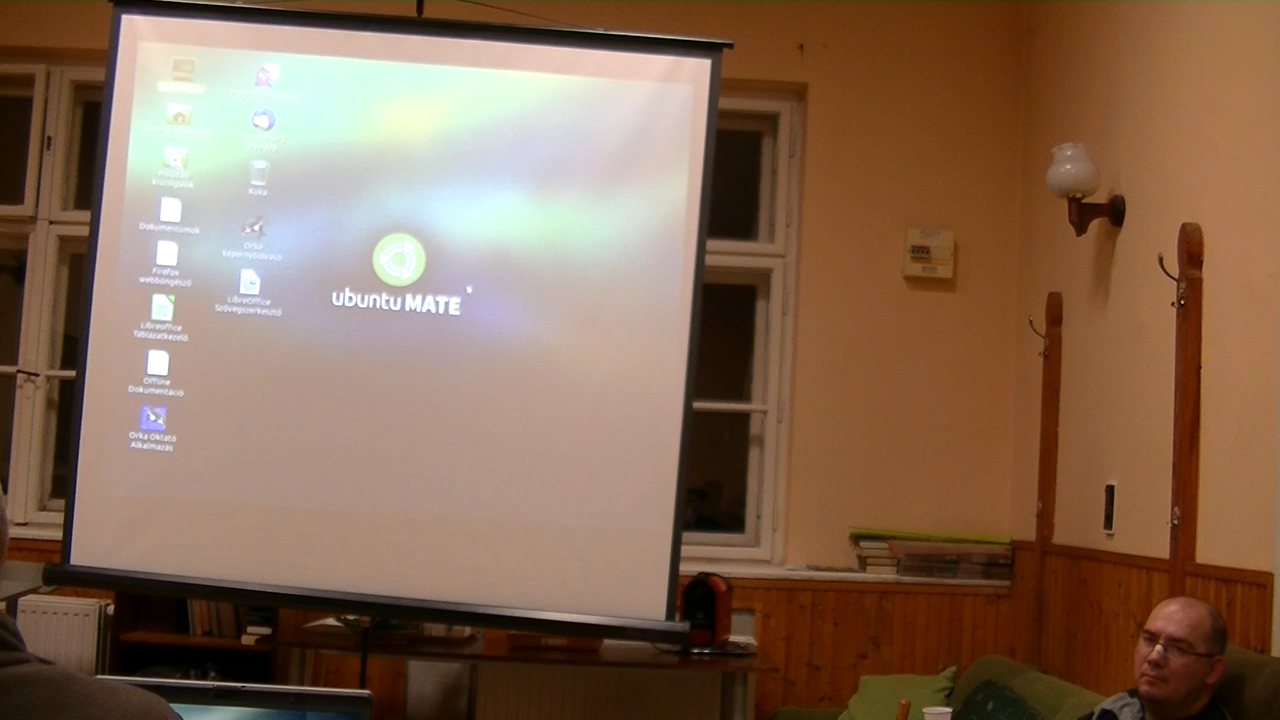 Kuka
Dokumentumok
Orka
képernyőolvasó
Firefox
webböngésző
LibreOffice
Szövegszerkesztő
ubuntu MATE
Libreoffice
Táblázatkezelő
Offline
Dokumentáció
Orka Oktató
Alkalmazás